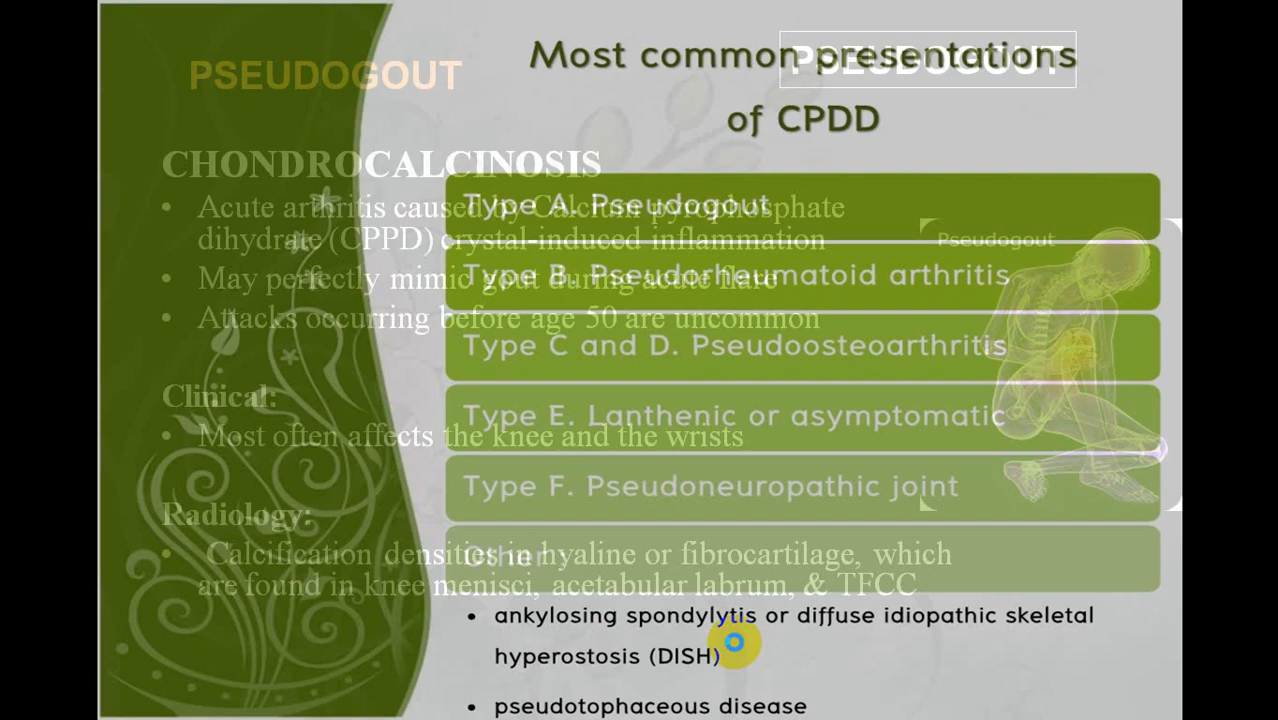 PSEUDOGOUT
PSEUDOGOUT
CHONDROCALCINOSIS
• Acute arthritis caused by Calcium pyrophosphate
dihydrate (CPPD) crystal-induced inflammation
• May perfectly mimic gout during acute flare
• Attacks occurring before age 50 are uncommon
Clinical:
• Most often affects the knee and the wrists
Radiology:
• Calcification densities in hyaline or fibrocartilage, which
are found in knee menisci, acetabular labrum, & TFCC
Pseudogout
Most common presentations
of CPDD
Type A. Pseudogout
Type B. Pseudorheumatoid arthritis
Type C and D. Pseudoosteoarthritis
Type E. Lanthenic or asymptomatic
Type F. Pseudoneuropathic joint
Other:
• ankylosing spondylytis or diffuse idiopathic skeletal
hyperostosis (DISH)
• pseudotophaceous disease